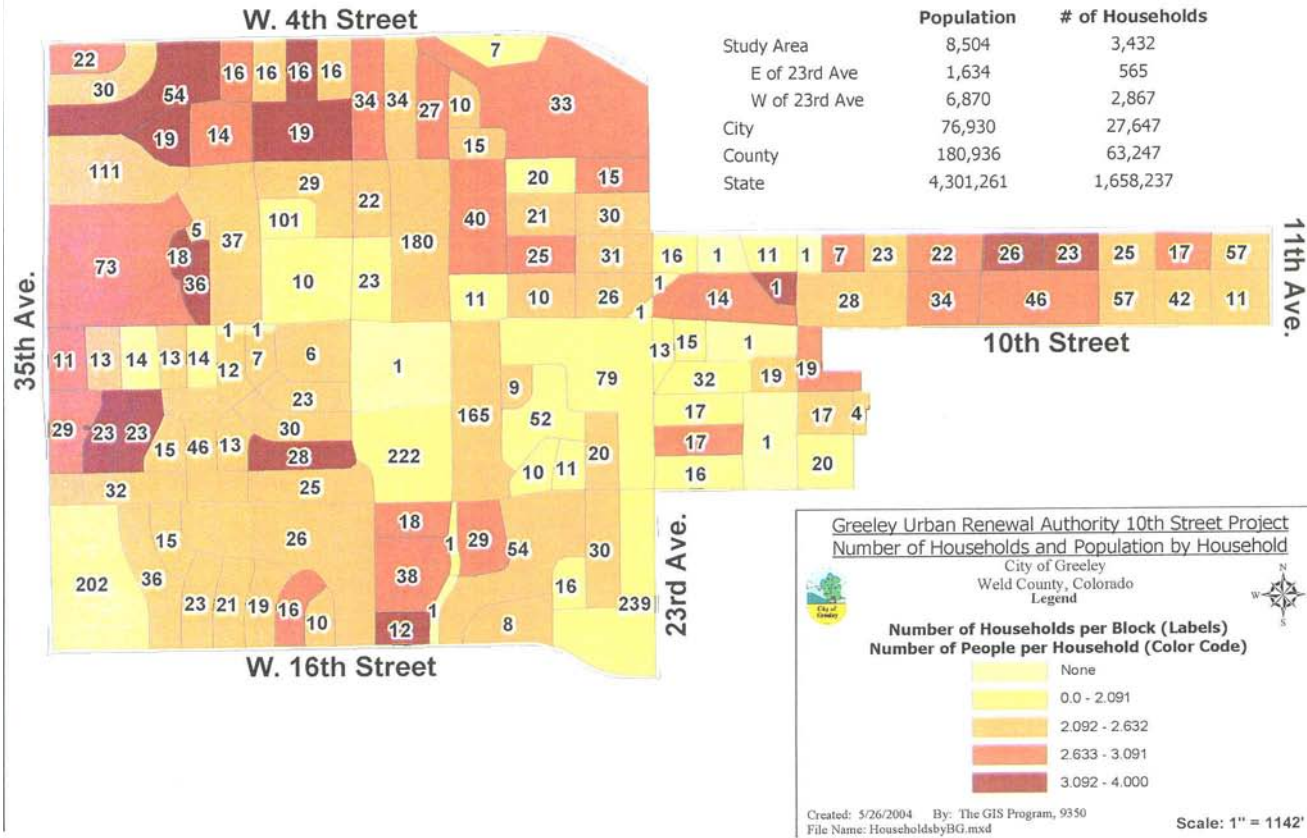 W. 4th Street
Population # of Households
Study Area 8,504 3,432
E of 23rd Ave 1,634 565
W of 23rd Ave 6,870 2,867
City 76,930 27,647
County 180,936 63,247
State 4,301,261 1,658,237
22 16 16 16 16 7
30 54 34 34 27 10 33
19 14 19 15
111 29 22 20 15
101 40 21 30
5 37 180
18 73 25 31 16 1 11 1 7 23 22 26 23 25 17 57
36 10 23 11 10 26 1 14 1 28 34 46 57 42 11
1
35th Ave.
11th Ave.
10th Street
1 1
11 13 14 13 14 12 7 6 1 79 13 15 1 19
23 9 32 19
29 23 23 30 165 52 17 17 4
15 46 13 28 222 20 17 1
10 11 16 20
32 25
18 1 29 54 30
15 26
202 36 38 16
23 21 19 16 10 12 1 8 239
23rd Ave.
W. 16th Street
Greeley Urban Renewal Authority 10th Street Project
Number of Households and Population by Household
City of Greeley
Weld County, Colorado
Legend
City of
Greeley
N
W E
S
Number of Households per Block (Labels)
Number of People per Household (Color Code)
None
0.0 - 2.091
2.092 - 2.632
2.633 - 3.091
3.092 - 4.000
Created: 5/26/2004 By: The GIS Program, 9350
File Name: HouseholdsbyBG.mxd
Scale: 1" = 1142'